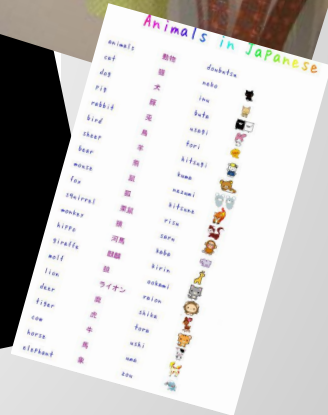 Animals in Japanese
animals 動物 doubutsu
cat 猫 neko
dog 犬 inu
pig 豚 buta
rabbit 兎 usagi
bird 鳥 tori
sheep 羊 hitsuji
bear 熊 kuma
mouse 鼠 nezumi
fox 狐 kitsune
squirrel 栗鼠 risu
monkey 猿 saru
hippo 河馬 kaba
giraffe 麒麟 kirin
wolf 狼 ookami
lion ライオン raion
deer 鹿 shika
tiger 虎 tora
cow 牛 ushi
horse 馬 uma
elephant 象 zou